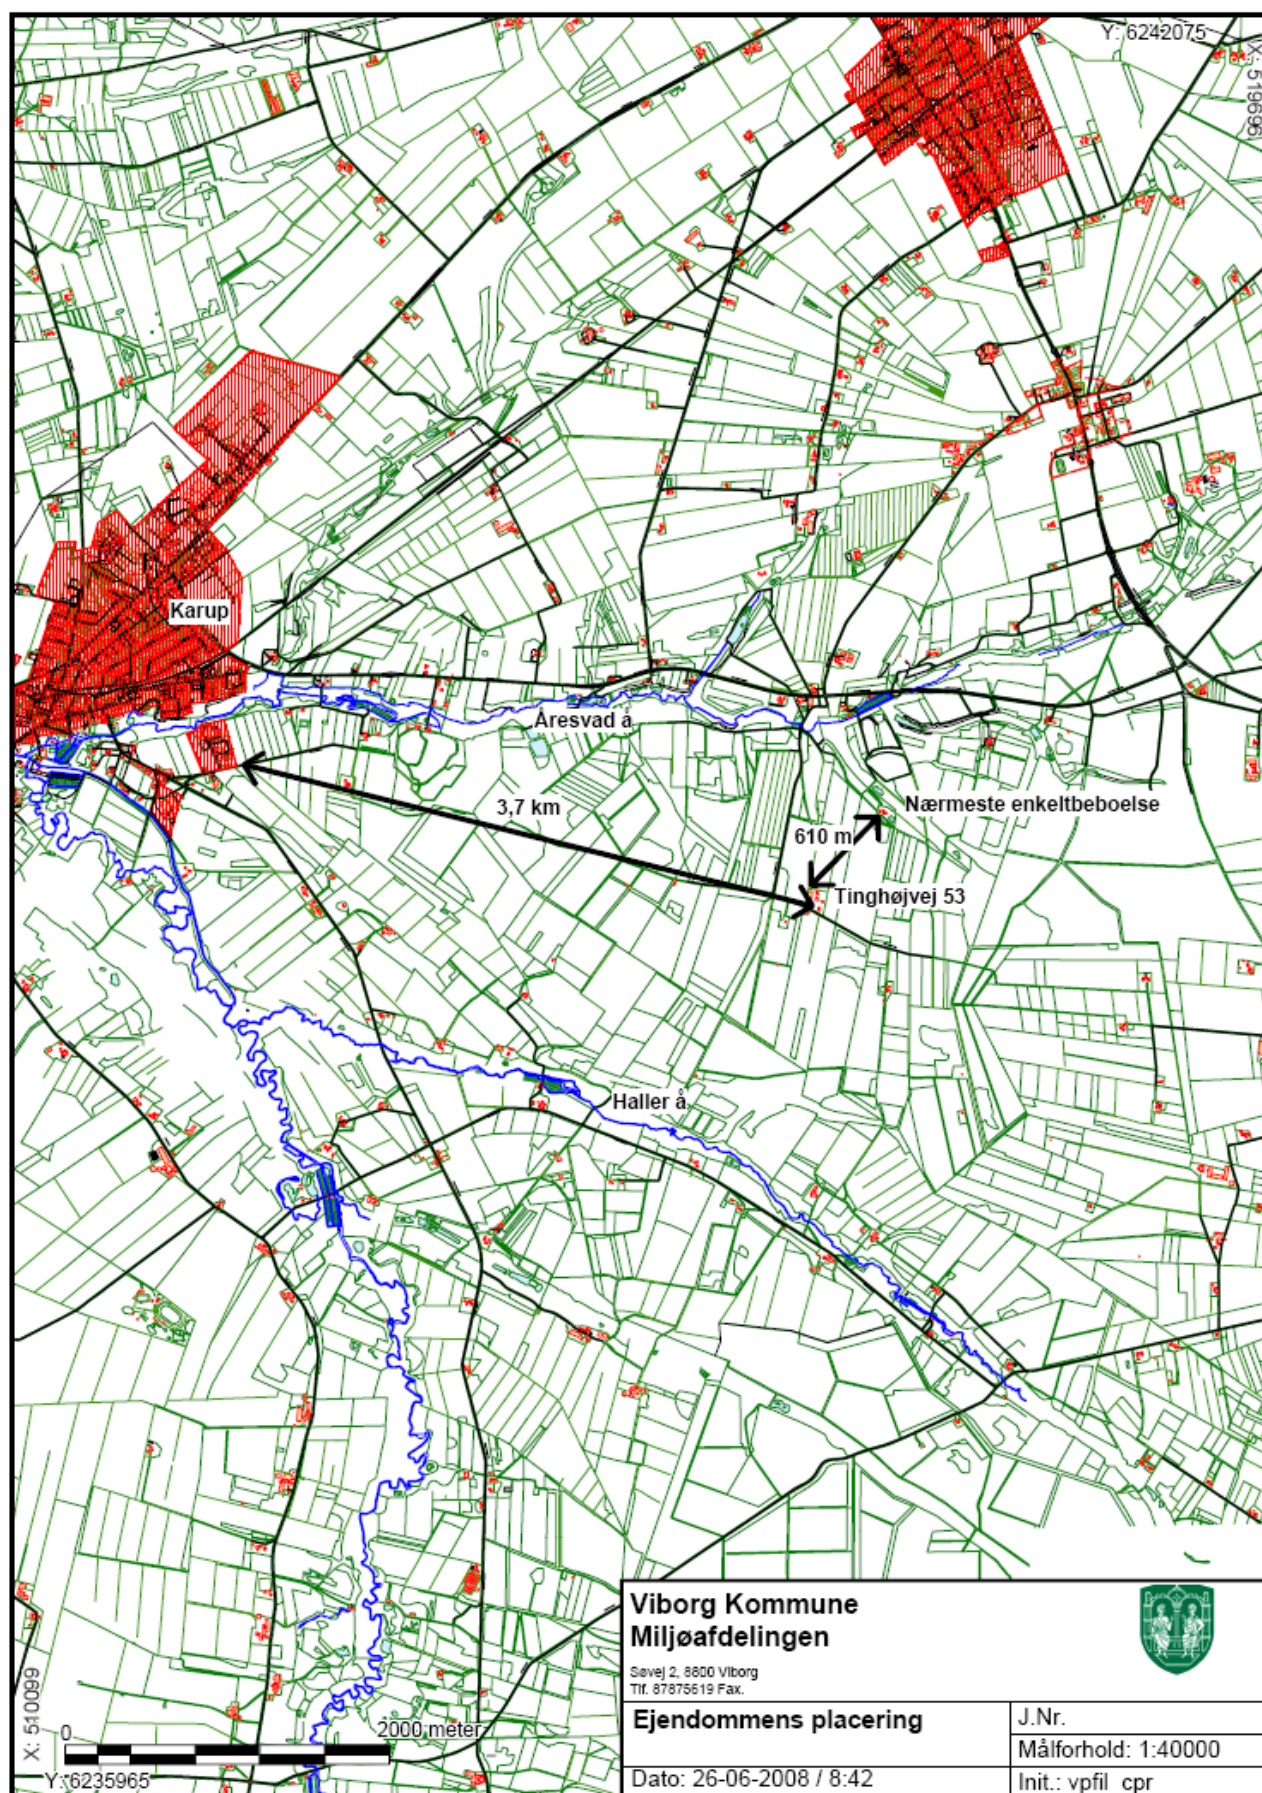 Y: 6242075
X: 519696
Karup
Åresvad å
3,7 km
Nærmeste enkeltbeboelse
610 m
Tinghøjvej 53
Haller å
Viborg Kommune
Miljøafdelingen
Søvej 2, 8800 Viborg
Tlf. 87875619 Fax.
Ejendommens placering
J.Nr.
Målforhold: 1:40000
Dato: 26-06-2008 / 8:42
Init.: vpfil cpr
X: 510099
0
2000 meter
Y: 6235965